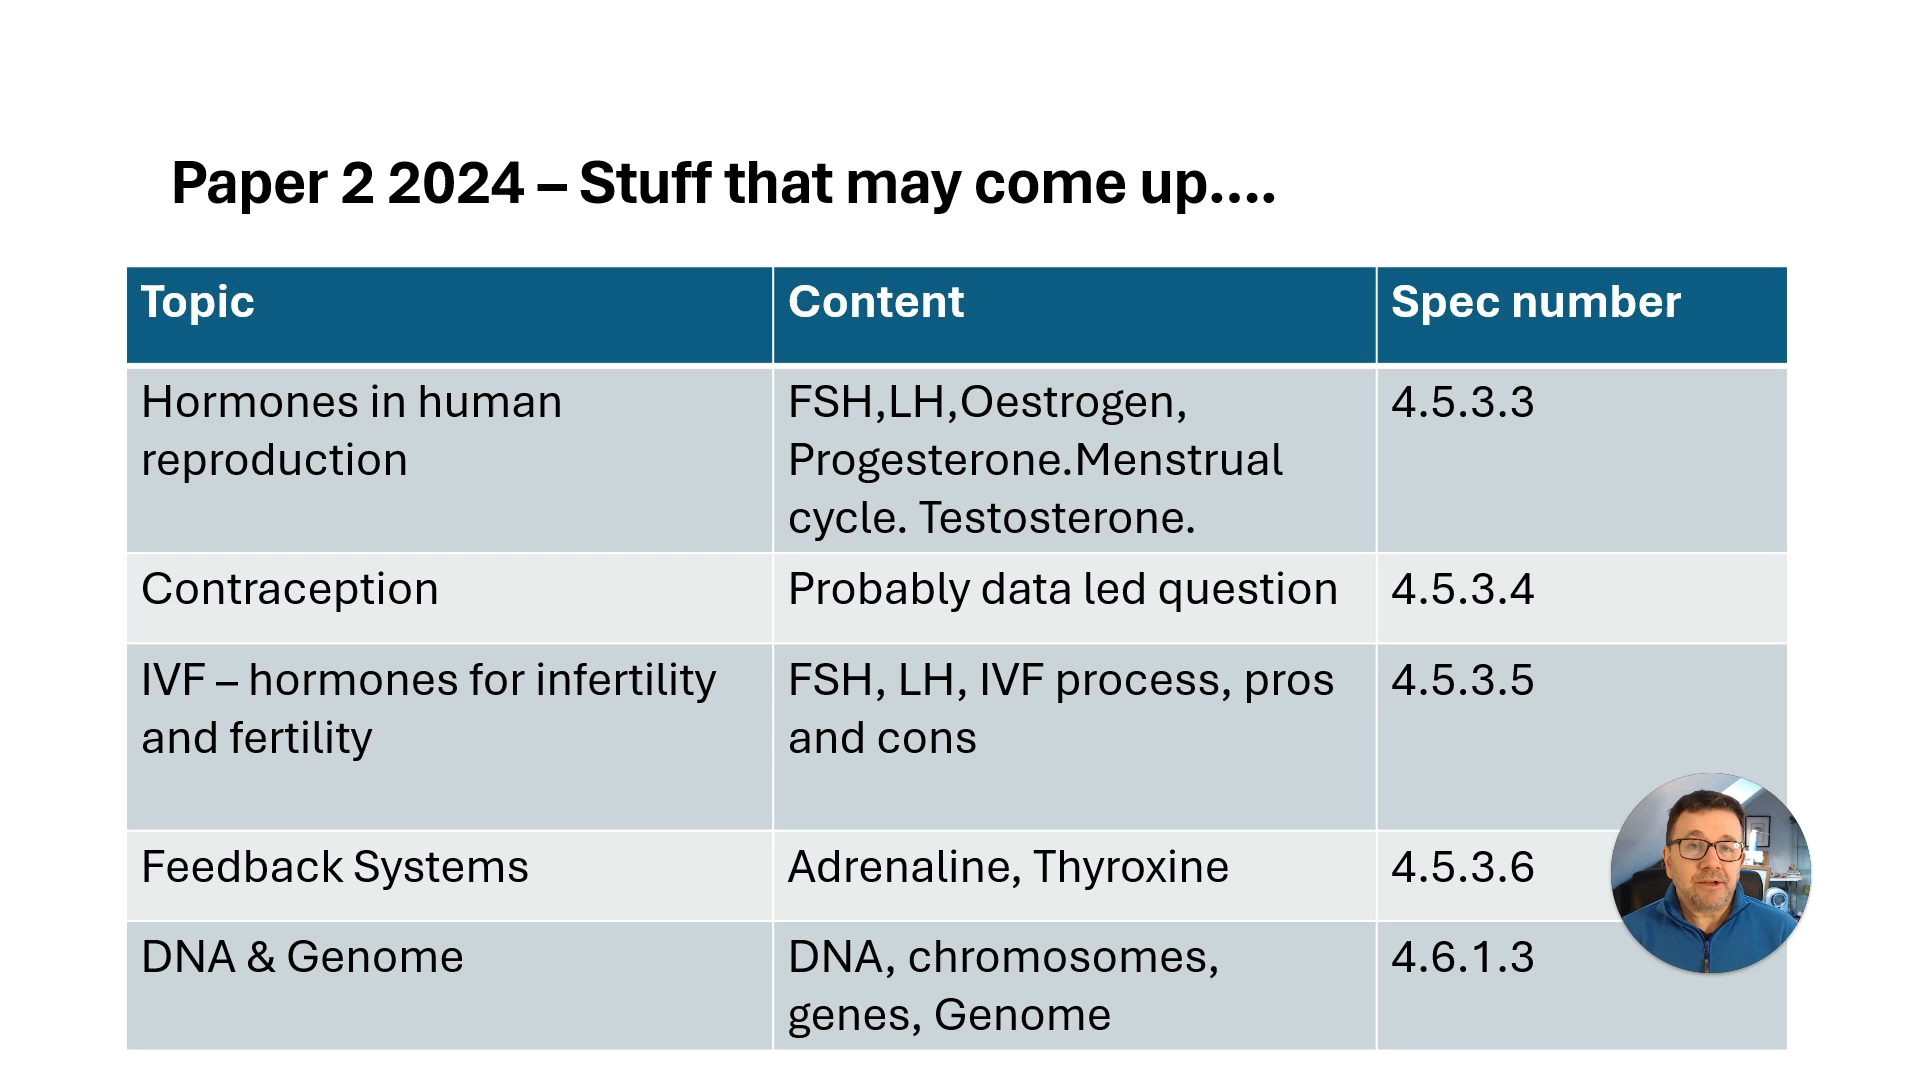 Paper 2 2024 – Stuff that may come up....
Topic
Content
Spec number
Hormones in human
reproduction
FSH,LH,Oestrogen,
Progesterone.Menstrual
cycle. Testosterone.
4.5.3.3
Contraception
Probably data led question
4.5.3.4
IVF – hormones for infertility
and fertility
FSH, LH, IVF process, pros
and cons
4.5.3.5
Feedback Systems
Adrenaline, Thyroxine
4.5.3.6
DNA & Genome
DNA, chromosomes,
genes, Genome
4.6.1.3